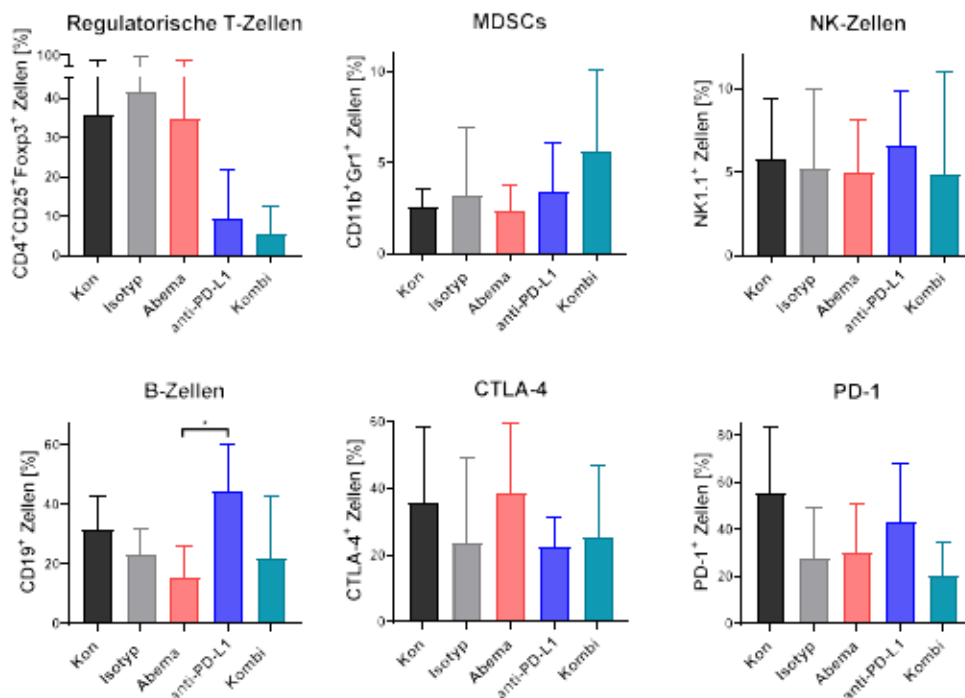 Regulatorische T-Zellen
CD4⁺CD25⁺Foxp3⁺ Zellen [%]
100
40
30
20
10
0
Kon
Isotyp
Abema
anti-PD-L1
Kombi
MDSCs
CD11b⁺Gr1⁺ Zellen [%]
10
5
0
Kon
Isotyp
Abema
anti-PD-L1
Kombi
NK-Zellen
NK1.1⁺ Zellen [%]
10
5
0
Kon
Isotyp
Abema
anti-PD-L1
Kombi
B-Zellen
CD19⁺ Zellen [%]
60
40
20
0
*
Kon
Isotyp
Abema
anti-PD-L1
Kombi
CTLA-4
CTLA-4⁺ Zellen [%]
60
40
20
0
Kon
Isotyp
Abema
anti-PD-L1
Kombi
PD-1
PD-1⁺ Zellen [%]
80
60
40
20
0
Kon
Isotyp
Abema
anti-PD-L1
Kombi